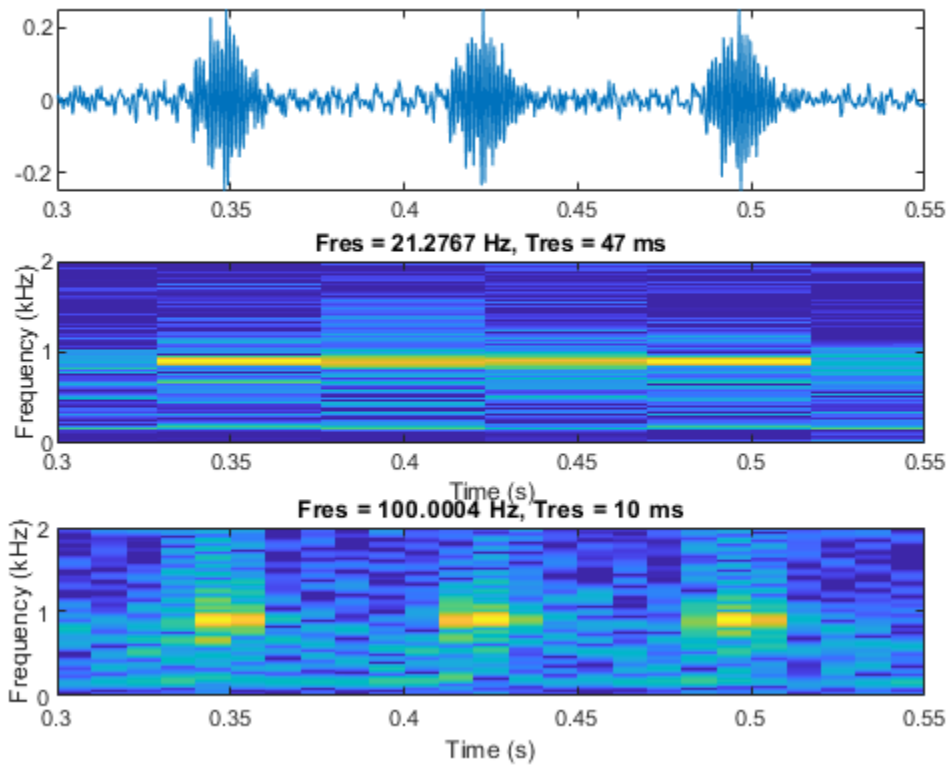 0.2
0
-0.2
0.3 0.35 0.4 0.45 0.5 0.55
Fres = 21.2767 Hz, Tres = 47 ms
Frequency (kHz)
2
1
0
0.3 0.35 0.4 0.45 0.5 0.55
Time (s)
Fres = 100.0004 Hz, Tres = 10 ms
Frequency (kHz)
2
1
0
0.3 0.35 0.4 0.45 0.5 0.55
Time (s)